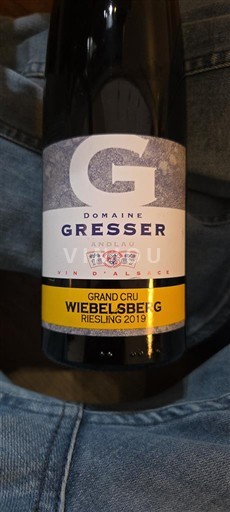 G
DOMAINE
GRESSER
ANDLAU
VIN D'ALSACE
GRAND CRU
WIEBELSBERG
RIESLING 2019